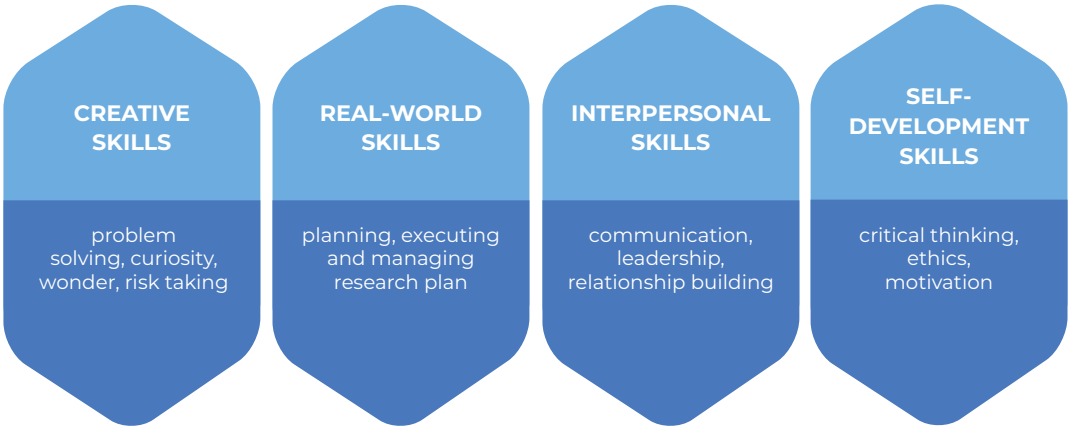 CREATIVE
SKILLS
problem
solving, curiosity,
wonder, risk taking
REAL-WORLD
SKILLS
planning, executing
and managing
research plan
INTERPERSONAL
SKILLS
communication,
leadership,
relationship building
SELF-
DEVELOPMENT
SKILLS
critical thinking,
ethics,
motivation